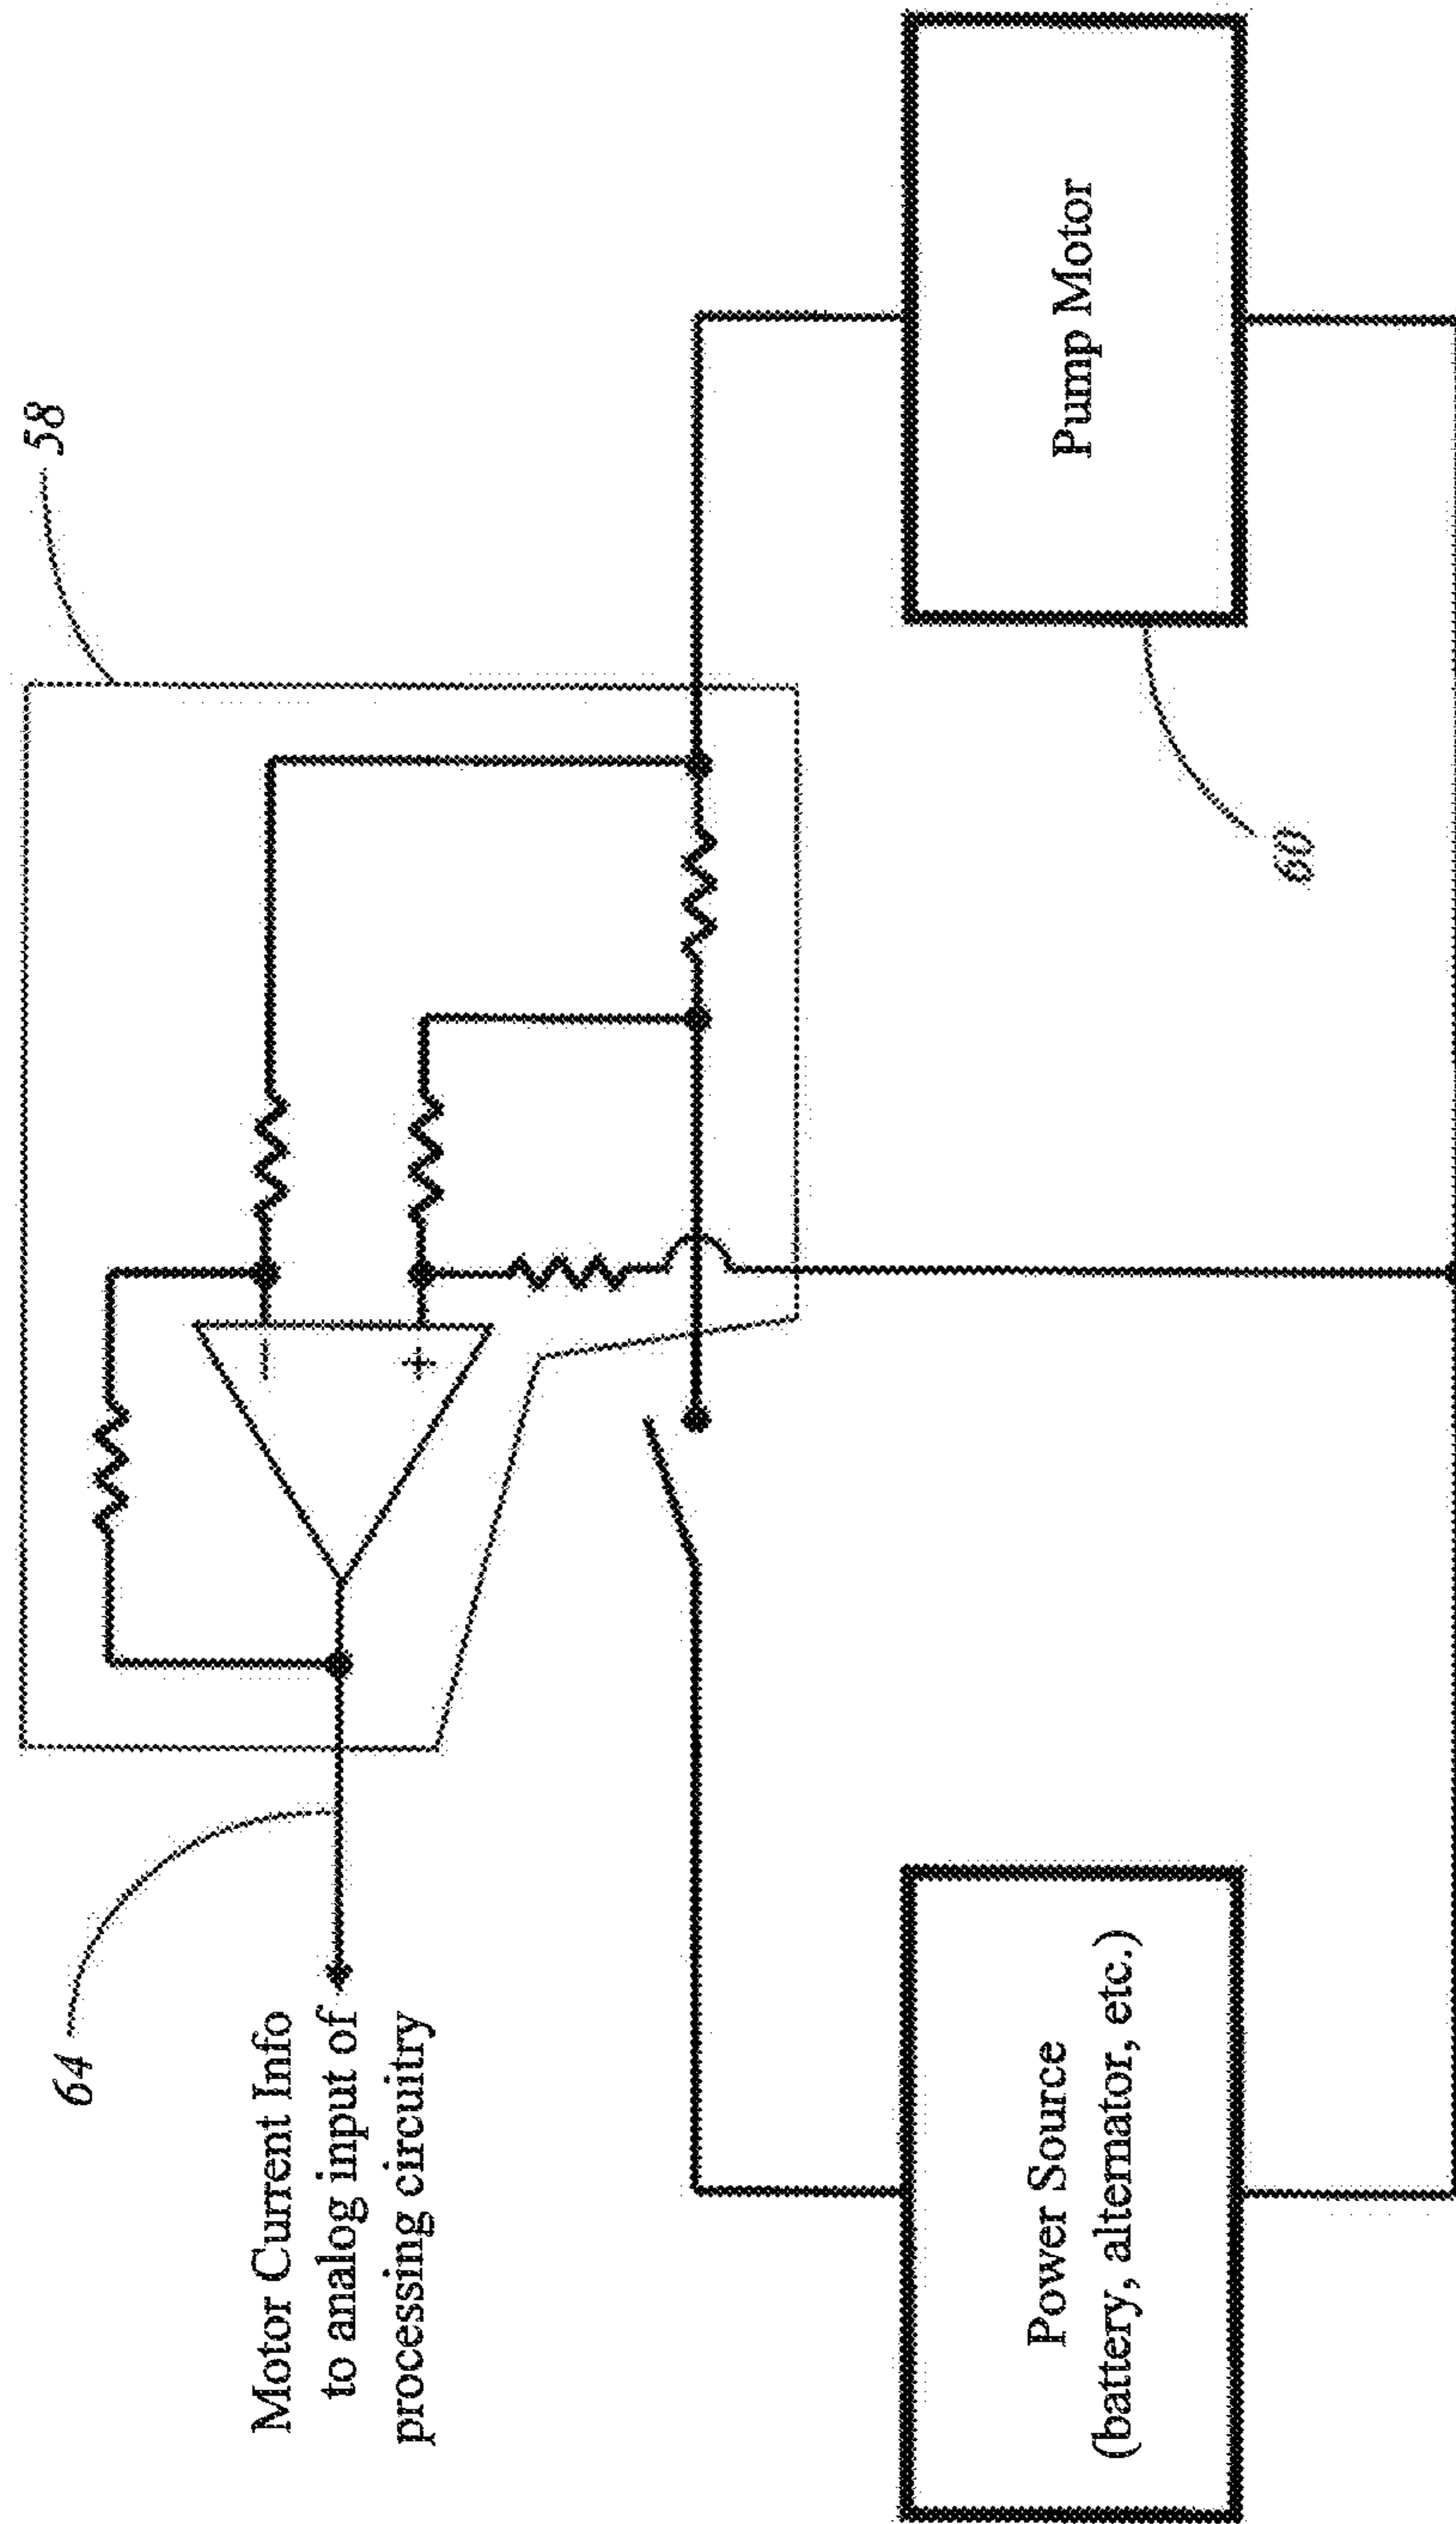 58
64
Motor Current Info
to analog input of
processing circuitry
−
+
Power Source
(battery, alternator, etc.)
Pump Motor
60